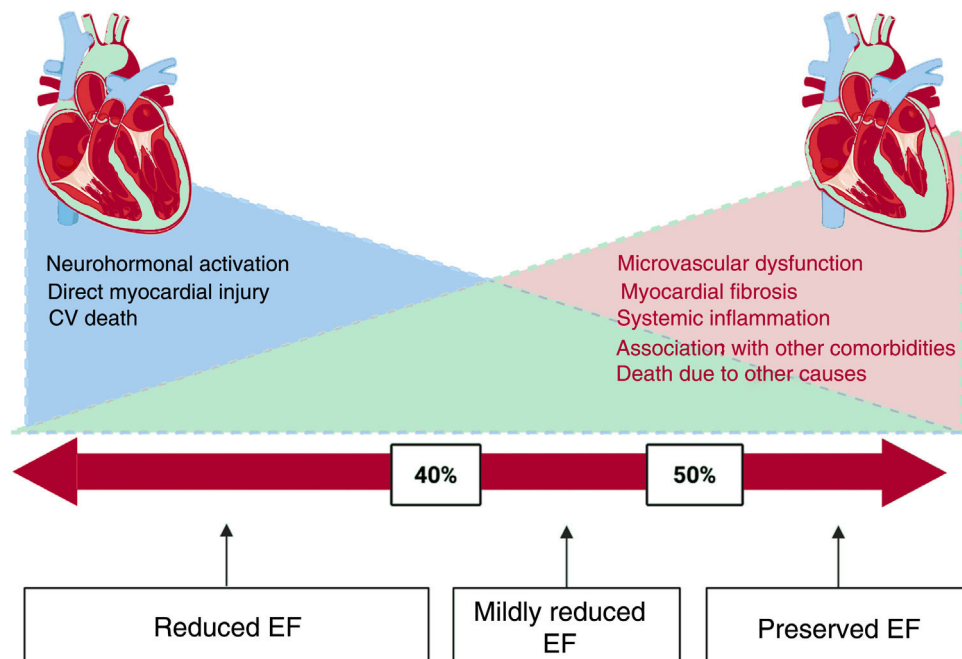 Neurohormonal activation
Direct myocardial injury
CV death
Microvascular dysfunction
Myocardial fibrosis
Systemic inflammation
Association with other comorbidities
Death due to other causes
40%
50%
Reduced EF
Mildly reduced
EF
Preserved EF